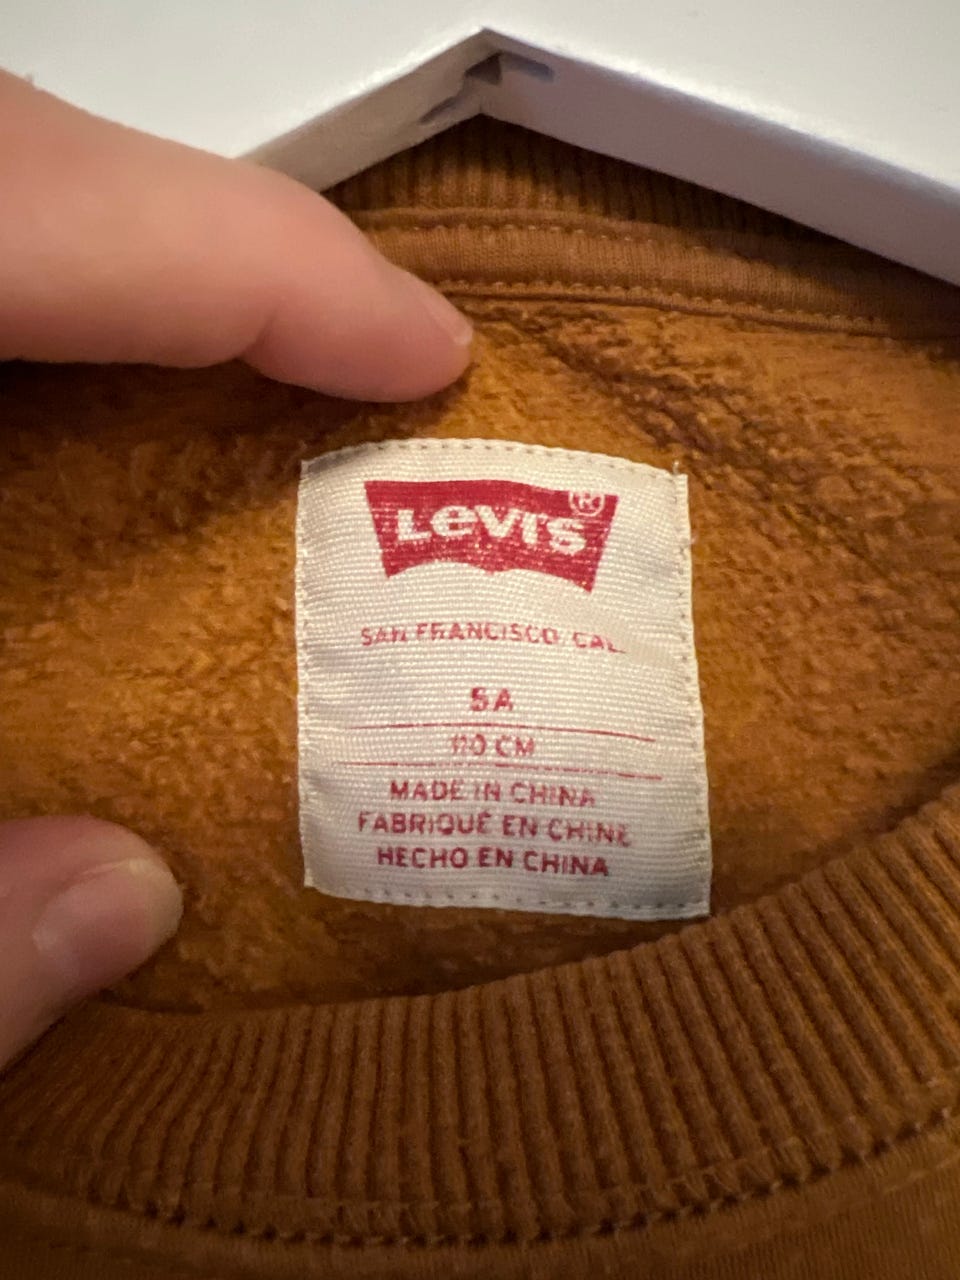 Levi's®
SAN FRANCISCO, CAL.
5A
110 CM
MADE IN CHINA
FABRIQUÉ EN CHINE
HECHO EN CHINA